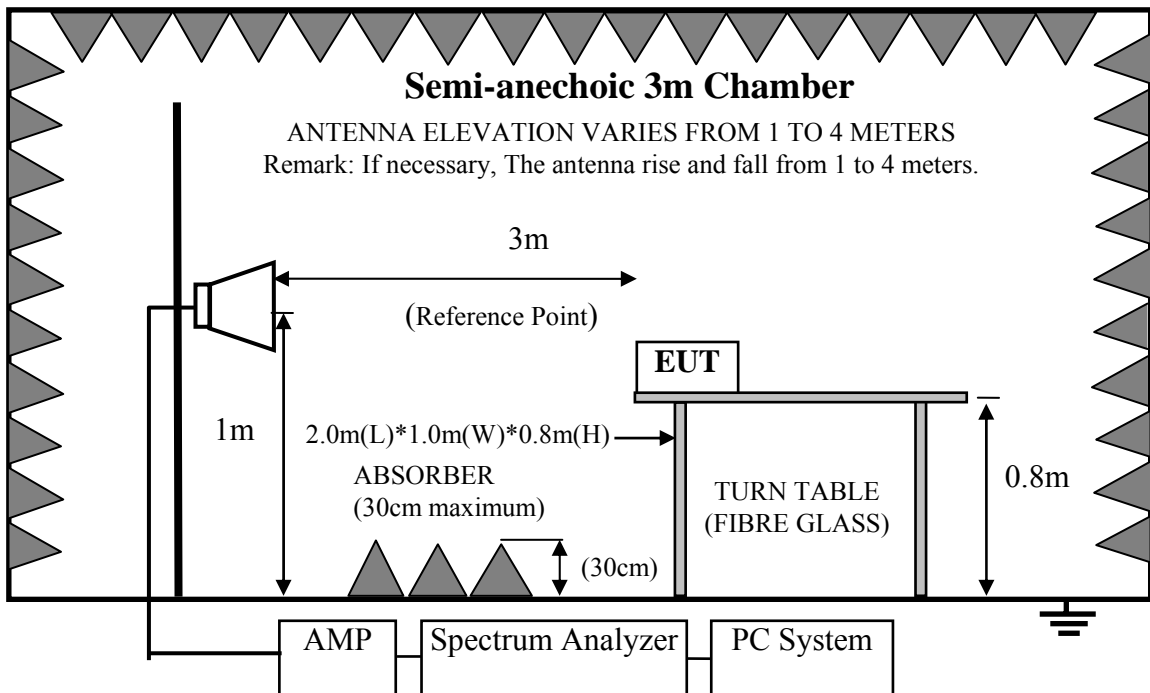 Semi-anechoic 3m Chamber
ANTENNA ELEVATION VARIES FROM 1 TO 4 METERS
Remark: If necessary, The antenna rise and fall from 1 to 4 meters.
3m
(Reference Point)
EUT
1m
2.0m(L)*1.0m(W)*0.8m(H)
ABSORBER
(30cm maximum)
(30cm)
TURN TABLE
(FIBRE GLASS)
0.8m
AMP
Spectrum Analyzer
PC System